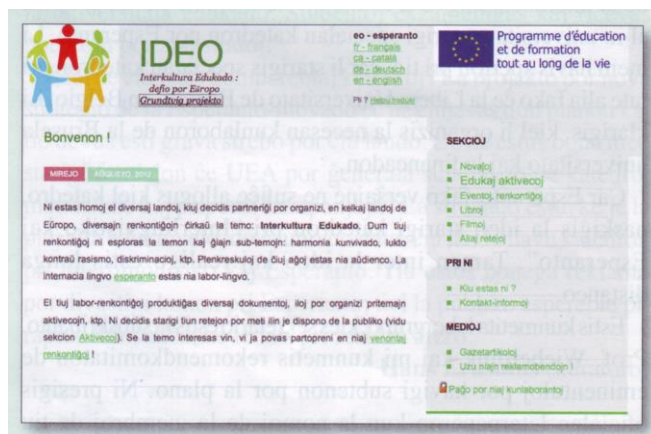 IDEO
Interkultura Edukado :
defio por Eŭropo
Grundtvig projekto
eo - esperanto
fr - français
ca - català
de - deutsch
en - english
Pli ?
Programme d'éducation
et de formation
tout au long de la vie
Bonvenon !
MIREJO
AŬGUSTO, 2012
Ni estas homoj el diversaj landoj, kiuj decidis partneriĝi por organizi, en kelkaj landoj de
Eŭropo, diversajn renkontiĝojn ĉirkaŭ la temo: Interkultura Edukado. Dum tiuj
renkontiĝoj ni esploras la temon kaj ĝiajn sub-temojn: harmonia kunvivado, lukto
kontraŭ rasismo, diskriminacioj, ktp. Plenkreskuloj de ĉiuj aĝoj estas nia aŭdienco. La
internacia lingvo esperanto estas nia labor-lingvo.
El tiuj labor-renkontiĝoj produktiĝas diversaj dokumentoj, iloj por organizi pritemajn
aktivecojn, ktp. Ni decidis starigi tiun retejon por meti ilin je dispono de la publiko (vidu
sekcion Aktivecoj). Se la temo interesas vin, vi ja povas partopreni en niaj venontaj
renkontiĝoj !
SEKCIOJ
Novaĵoj
Edukaj aktivecoj
Eventoj, renkontiĝoj
Libroj
Filmoj
Aliaj retejoj
PRI NI
Kiu estas ni ?
Kontakt-informoj
MEDIOJ
Gazetartikoloj
Uzu niajn reklamobendojn !
Paĝo por niaj kunlaborantoj